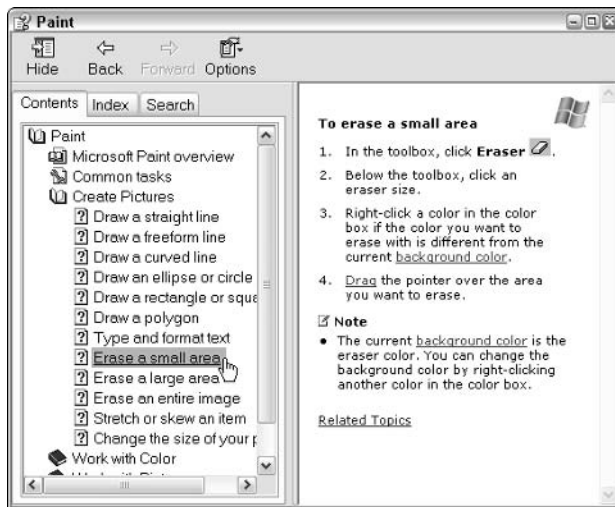 Paint
Hide Back Forward Options
Contents Index Search
Paint
Microsoft Paint overview
Common tasks
Create Pictures
Draw a straight line
Draw a freeform line
Draw a curved line
Draw an ellipse or circle
Draw a rectangle or squa
Draw a polygon
Type and format text
Erase a small area
Erase a large area
Erase an entire image
Stretch or skew an item
Change the size of your p
Work with Color
To erase a small area
1. In the toolbox, click Eraser .
2. Below the toolbox, click an
eraser size.
3. Right-click a color in the color
box if the color you want to
erase with is different from the
current background color.
4. Drag the pointer over the area
you want to erase.
Note
• The current background color is the
eraser color. You can change the
background color by right-clicking
another color in the color box.
Related Topics